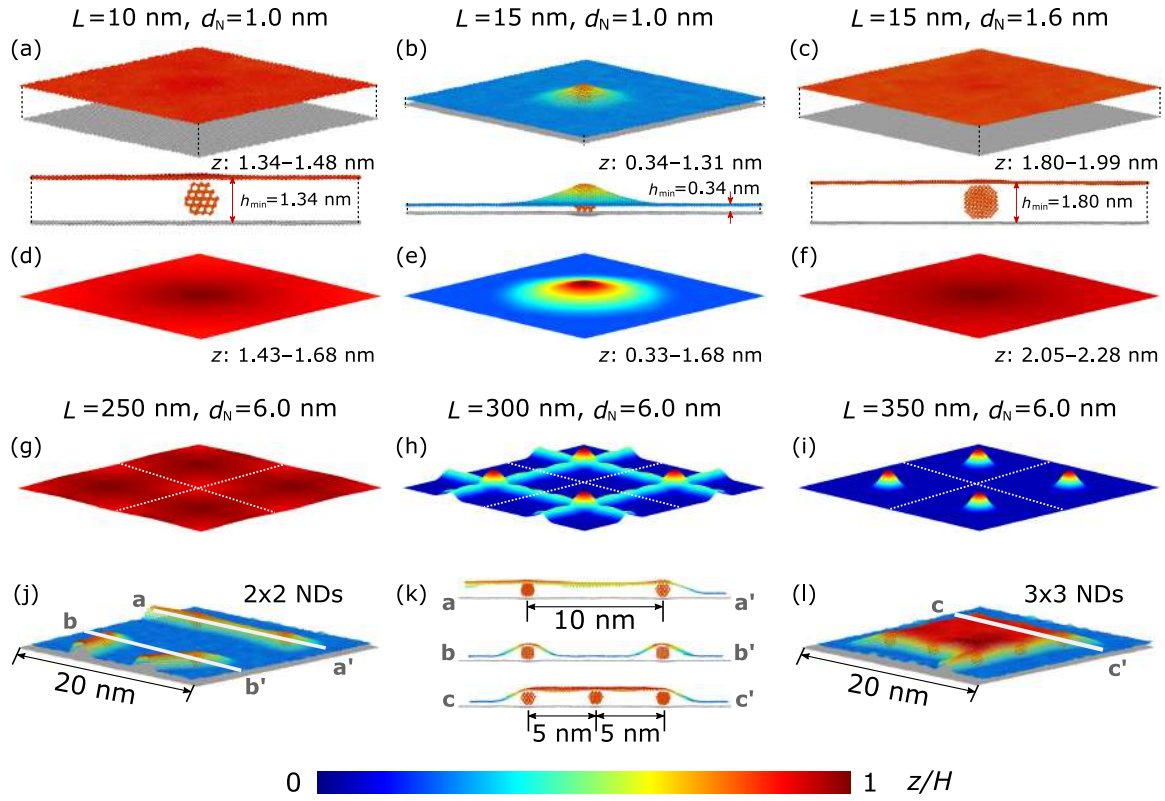 L=10 nm, dN=1.0 nm
L=15 nm, dN=1.0 nm
L=15 nm, dN=1.6 nm
(a)
(b)
(c)
z: 1.34–1.48 nm
z: 0.34–1.31 nm
z: 1.80–1.99 nm
hmin=1.34 nm
hmin=0.34 nm
hmin=1.80 nm
(d)
(e)
(f)
z: 1.43–1.68 nm
z: 0.33–1.68 nm
z: 2.05–2.28 nm
L=250 nm, dN=6.0 nm
L=300 nm, dN=6.0 nm
L=350 nm, dN=6.0 nm
(g)
(h)
(i)
(j)
2x2 NDs
a
b
a'
b'
20 nm
(k)
a
a'
10 nm
b
b'
c
c'
5 nm
5 nm
(l)
3x3 NDs
c
c'
20 nm
0
1
z/H